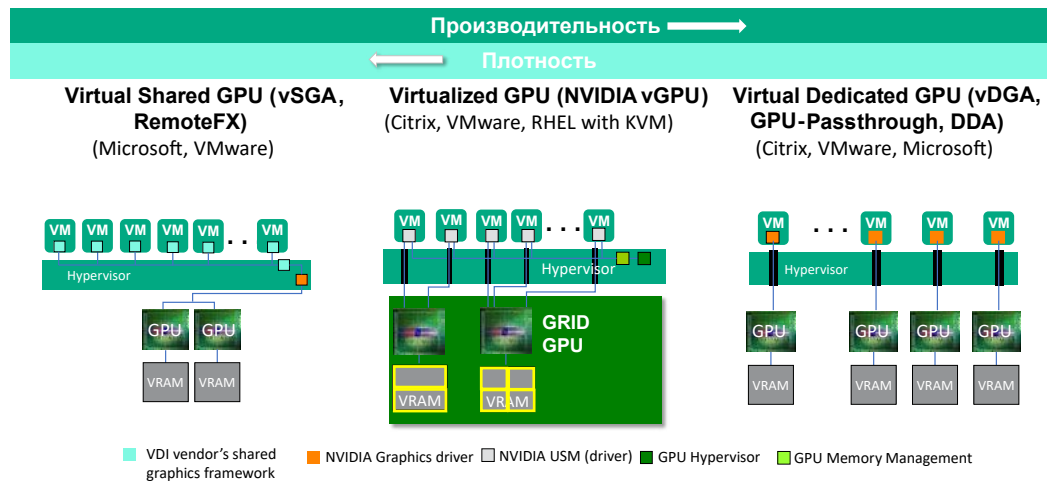 Производительность
Плотность
Virtual Shared GPU (vSGA,
RemoteFX)
(Microsoft, VMware)
Virtualized GPU (NVIDIA vGPU)
(Citrix, VMware, RHEL with KVM)
Virtual Dedicated GPU (vDGA,
GPU-Passthrough, DDA)
(Citrix, VMware, Microsoft)
VM VM VM VM VM . . VM
Hypervisor
GPU GPU
VRAM VRAM
VM VM VM VM . . . VM
Hypervisor
GRID
GPU
VRAM VRAM
VM . . . VM VM VM
Hypervisor
GPU GPU GPU GPU
VRAM VRAM VRAM VRAM
VDI vendor's shared
graphics framework
NVIDIA Graphics driver
NVIDIA USM (driver)
GPU Hypervisor
GPU Memory Management